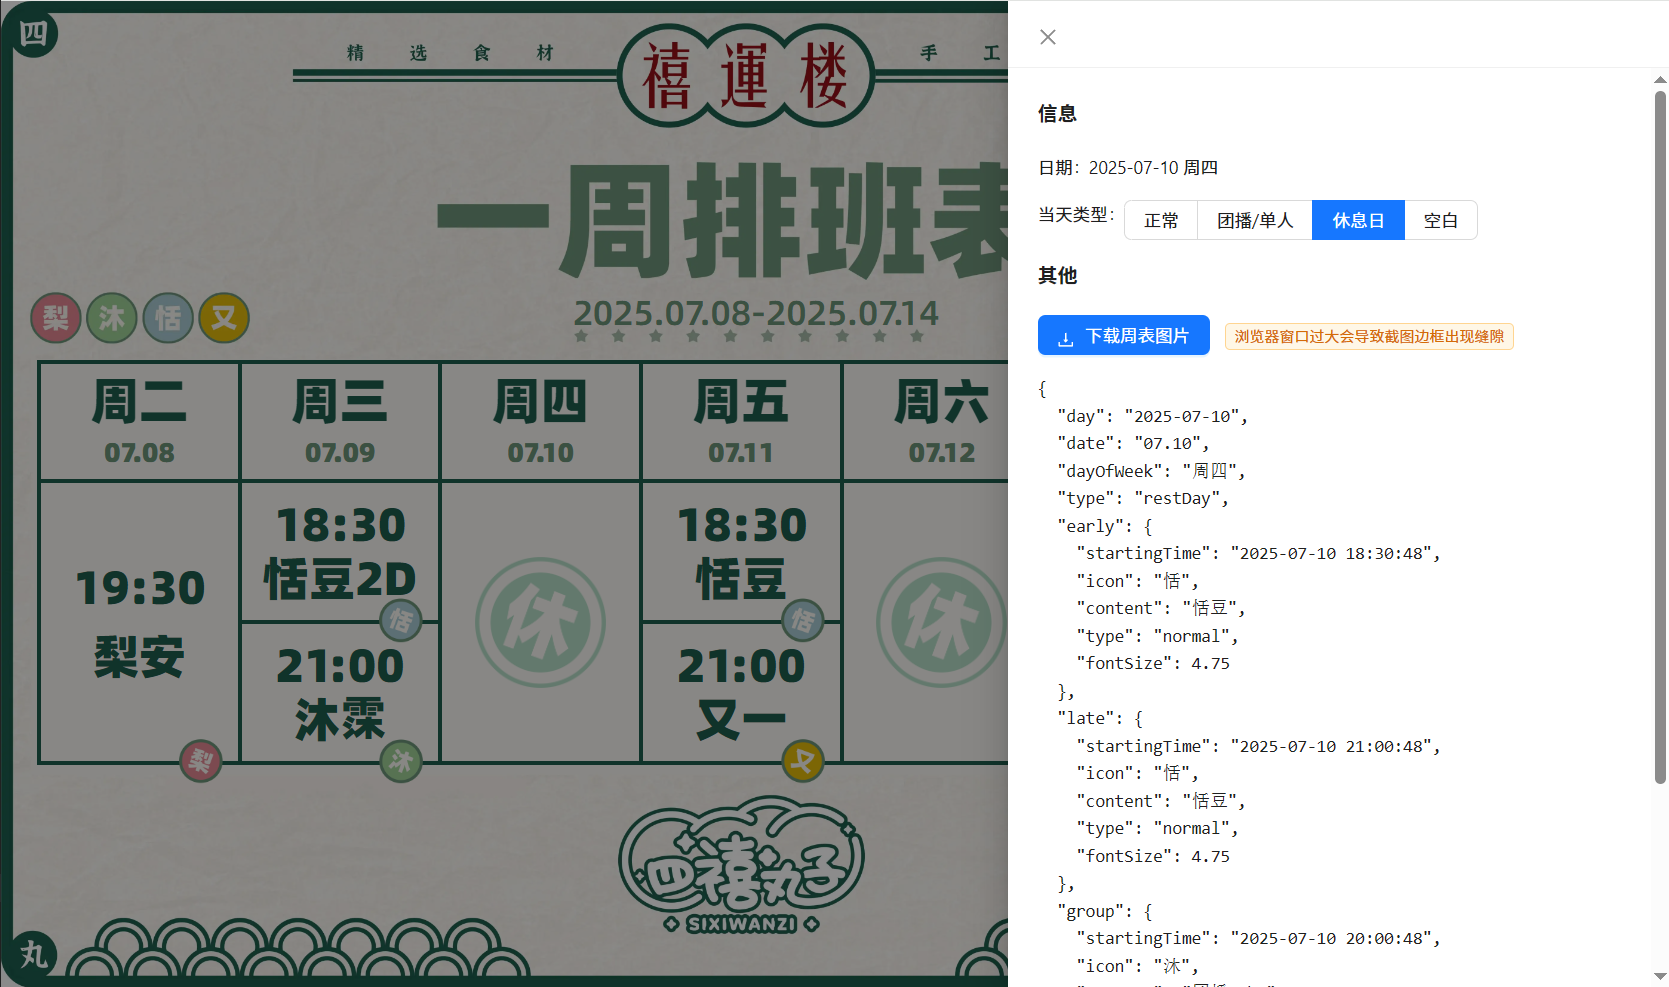 四
精 选 食 材
禧 運 楼
手 工
一周排班表
2025.07.08-2025.07.14
梨 沐 恬 又
周二 周三 周四 周五 周六
07.08 07.09 07.10 07.11 07.12
19:30
梨安
梨
18:30
恬豆2D
恬
21:00
沐霂
沐
休
18:30
恬豆
恬
21:00
又一
又
休
四禧丸子
SIXIWANZI
丸
信息
日期：2025-07-10 周四
当天类型： 正常 团播/单人 休息日 空白
其他
下载周表图片 浏览器窗口过大会导致截图边框出现缝隙
{
"day": "2025-07-10",
"date": "07.10",
"dayOfWeek": "周四",
"type": "restDay",
"early": {
"startingTime": "2025-07-10 18:30:48",
"icon": "恬",
"content": "恬豆",
"type": "normal",
"fontSize": 4.75
},
"late": {
"startingTime": "2025-07-10 21:00:48",
"icon": "恬",
"content": "恬豆",
"type": "normal",
"fontSize": 4.75
},
"group": {
"startingTime": "2025-07-10 20:00:48",
"icon": "沐",